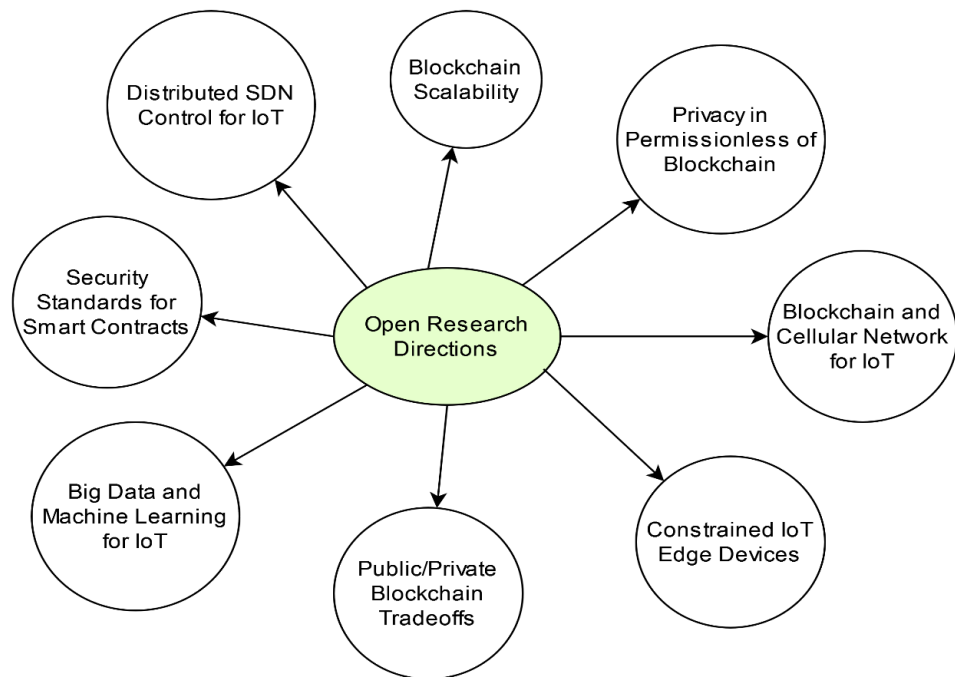 Distributed SDN
Control for IoT
Blockchain
Scalability
Privacy in
Permissionless of
Blockchain
Security
Standards for
Smart Contracts
Open Research
Directions
Blockchain and
Cellular Network
for IoT
Big Data and
Machine Learning
for IoT
Public/Private
Blockchain
Tradeoffs
Constrained IoT
Edge Devices